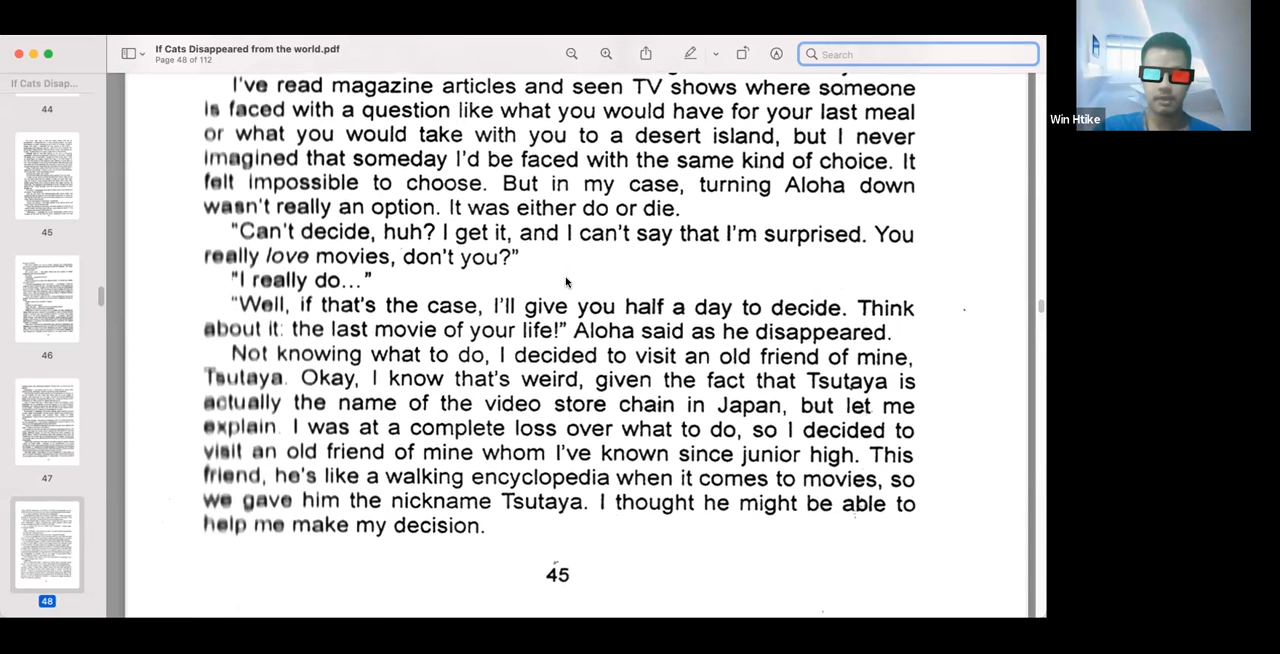 If Cats Disappeared from the world.pdf
Page 48 of 112
Search
If Cats Disap...
44
45
46
47
48
I've read magazine articles and seen TV shows where someone
is faced with a question like what you would have for your last meal
or what you would take with you to a desert island, but I never
imagined that someday I'd be faced with the same kind of choice. It
felt impossible to choose. But in my case, turning Aloha down
wasn't really an option. It was either do or die.
"Can't decide, huh? I get it, and I can't say that I'm surprised. You
really love movies, don't you?"
"I really do..."
"Well, if that's the case, I'll give you half a day to decide. Think
about it: the last movie of your life!" Aloha said as he disappeared.
Not knowing what to do, I decided to visit an old friend of mine,
Tsutaya. Okay, I know that's weird, given the fact that Tsutaya is
actually the name of the video store chain in Japan, but let me
explain. I was at a complete loss over what to do, so I decided to
visit an old friend of mine whom I've known since junior high. This
friend, he's like a walking encyclopedia when it comes to movies, so
we gave him the nickname Tsutaya. I thought he might be able to
help me make my decision.
45
Win Htike